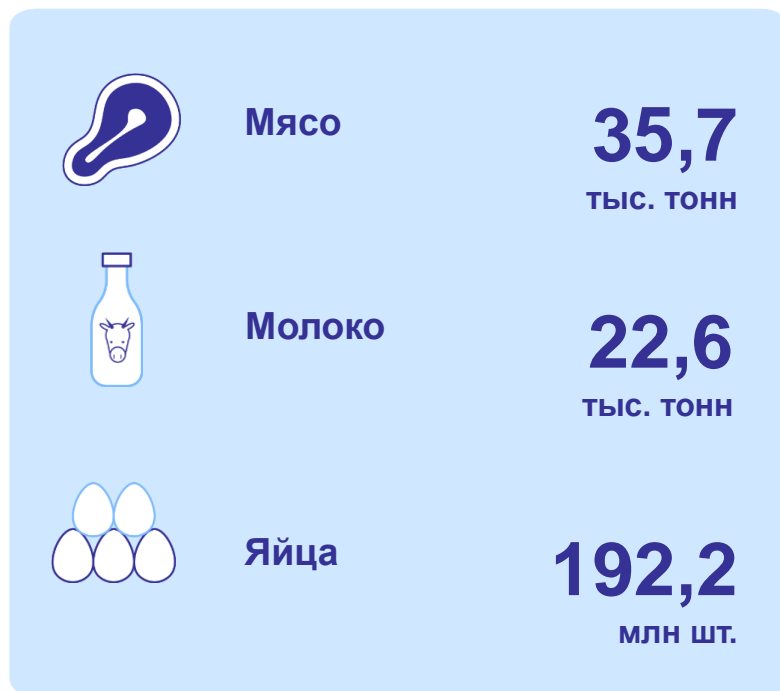 Мясо
35,7
тыс. тонн
Молоко
22,6
тыс. тонн
Яйца
192,2
млн шт.